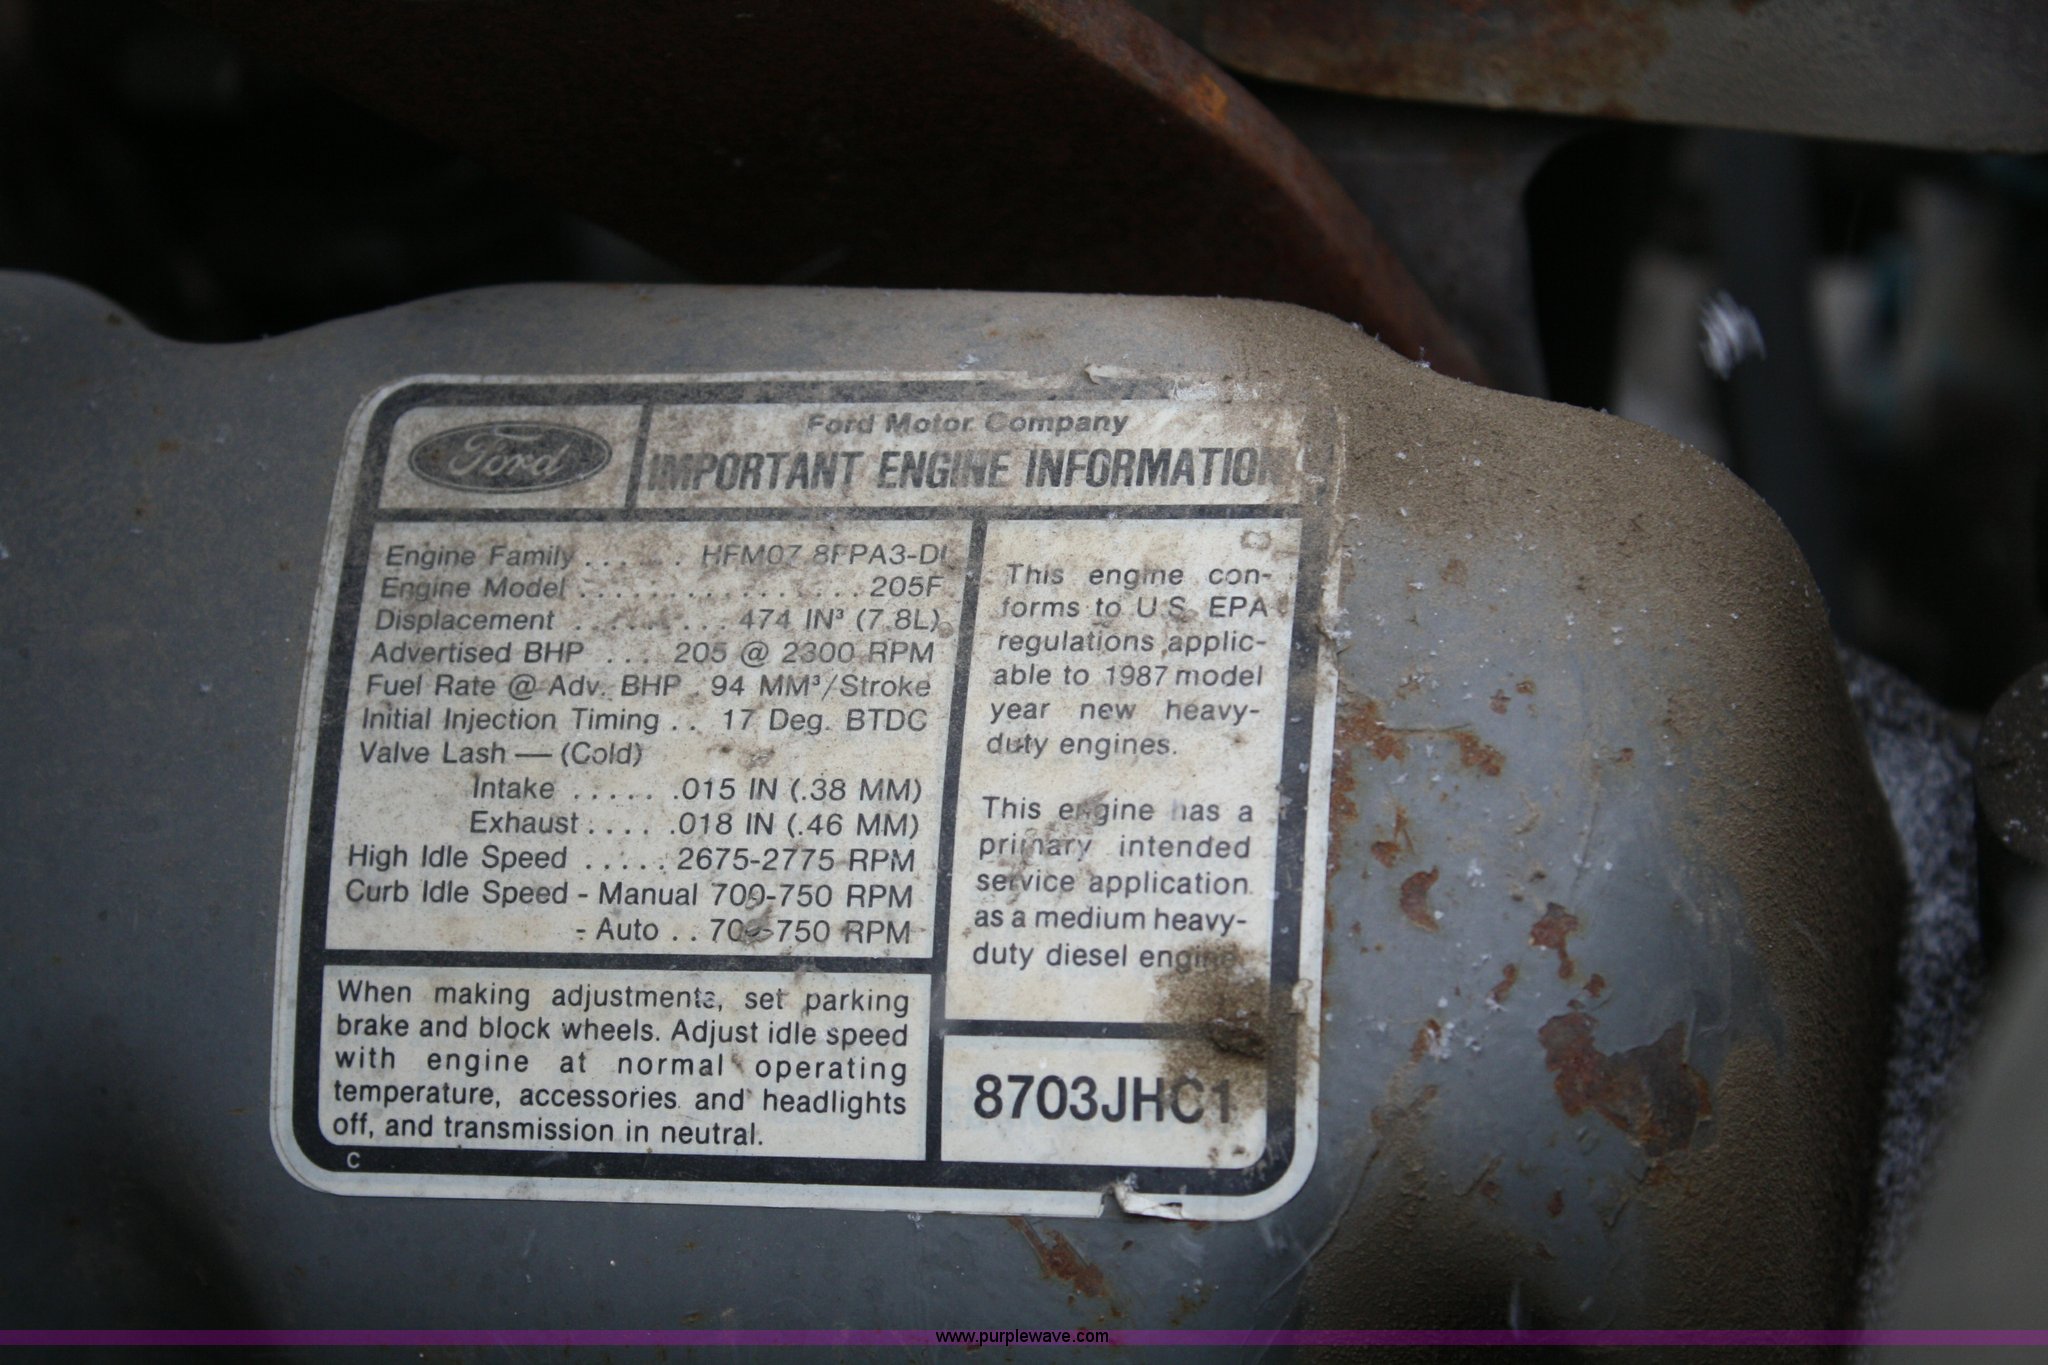 Ford
Ford Motor Company
IMPORTANT ENGINE INFORMATION
Engine Family . . . . . . HFM07.8FPA3-D
Engine Model . . . . . . . . . . . . . . . . 205F
Displacement . . . . . . . . . 474 IN³ (7.8L)
Advertised BHP . . . 205 @ 2300 RPM
Fuel Rate @ Adv. BHP . 94 MM³/Stroke
Initial Injection Timing . . 17 Deg. BTDC
Valve Lash — (Cold)
Intake . . . . . .015 IN (.38 MM)
Exhaust . . . . .018 IN (.46 MM)
High Idle Speed . . . . . 2675-2775 RPM
Curb Idle Speed - Manual 700-750 RPM
- Auto . . 700-750 RPM
When making adjustments, set parking
brake and block wheels. Adjust idle speed
with engine at normal operating
temperature, accessories and headlights
off, and transmission in neutral.
C
This engine con-
forms to U.S. EPA
regulations applic-
able to 1987 model
year new heavy-
duty engines.
This engine has a
primary intended
service application
as a medium heavy-
duty diesel engine.
8703JHC1
www.purplewave.com